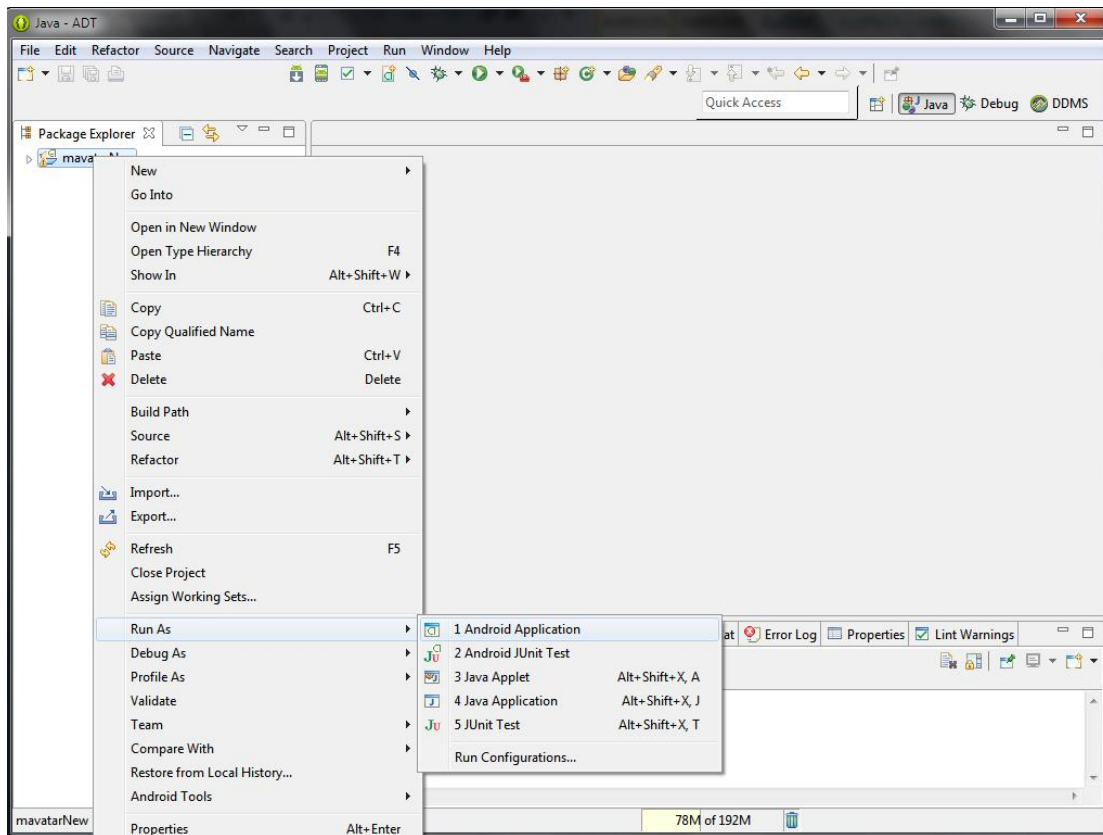 Java - ADT
File Edit Refactor Source Navigate Search Project Run Window Help
Quick Access
Java Debug DDMS
Package Explorer
New
Go Into
Open in New Window
Open Type Hierarchy F4
Show In Alt+Shift+W
Copy Ctrl+C
Copy Qualified Name
Paste Ctrl+V
Delete Delete
Build Path
Source Alt+Shift+S
Refactor Alt+Shift+T
Import...
Export...
Refresh F5
Close Project
Assign Working Sets...
Run As
1 Android Application
Error Log Properties Lint Warnings
Debug As
2 Android JUnit Test
Profile As
3 Java Applet Alt+Shift+X, A
Validate
4 Java Application Alt+Shift+X, J
Team
5 JUnit Test Alt+Shift+X, T
Compare With
Run Configurations...
Restore from Local History...
Android Tools
mavatarNew
78M of 192M
Properties Alt+Enter